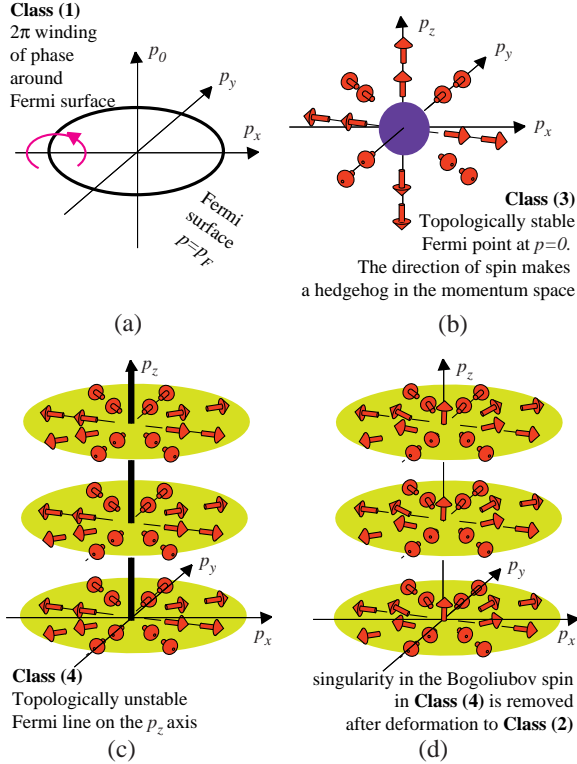 Class (1)
2π winding
of phase
around
Fermi surface
p0
py
px
Fermi
surface
p=pF
(a)
pz
py
px
Class (3)
Topologically stable
Fermi point at p=0.
The direction of spin makes
a hedgehog in the momentum space
(b)
pz
py
px
Class (4)
Topologically unstable
Fermi line on the pz axis
(c)
pz
py
px
singularity in the Bogoliubov spin
in Class (4) is removed
after deformation to Class (2)
(d)